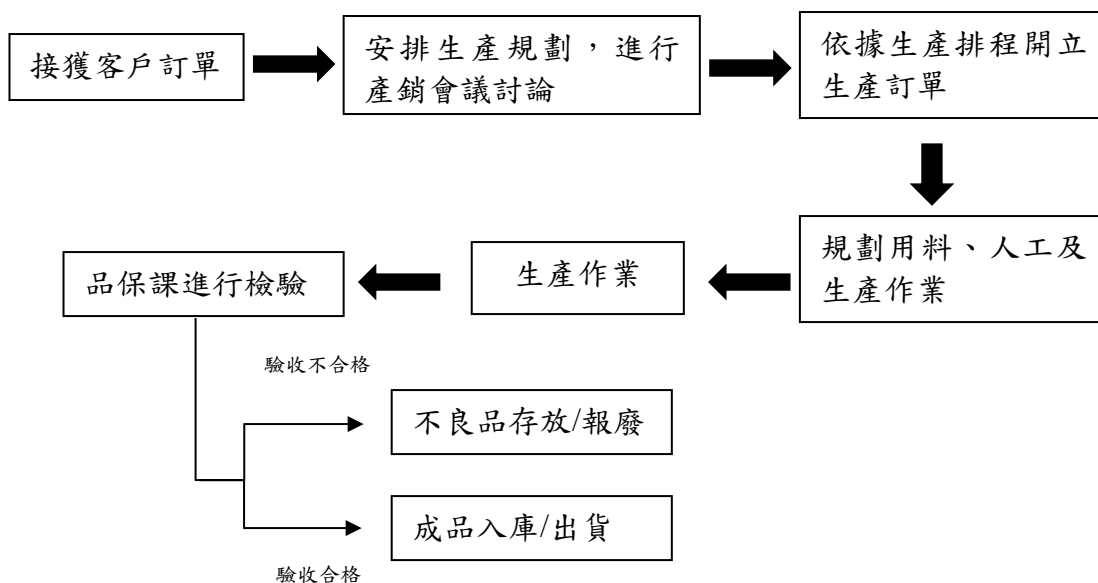 接獲客戶訂單
安排生產規劃，進行
產銷會議討論
依據生產排程開立
生產訂單
規劃用料、人工及
生產作業
生產作業
品保課進行檢驗
驗收不合格
不良品存放/報廢
成品入庫/出貨
驗收合格